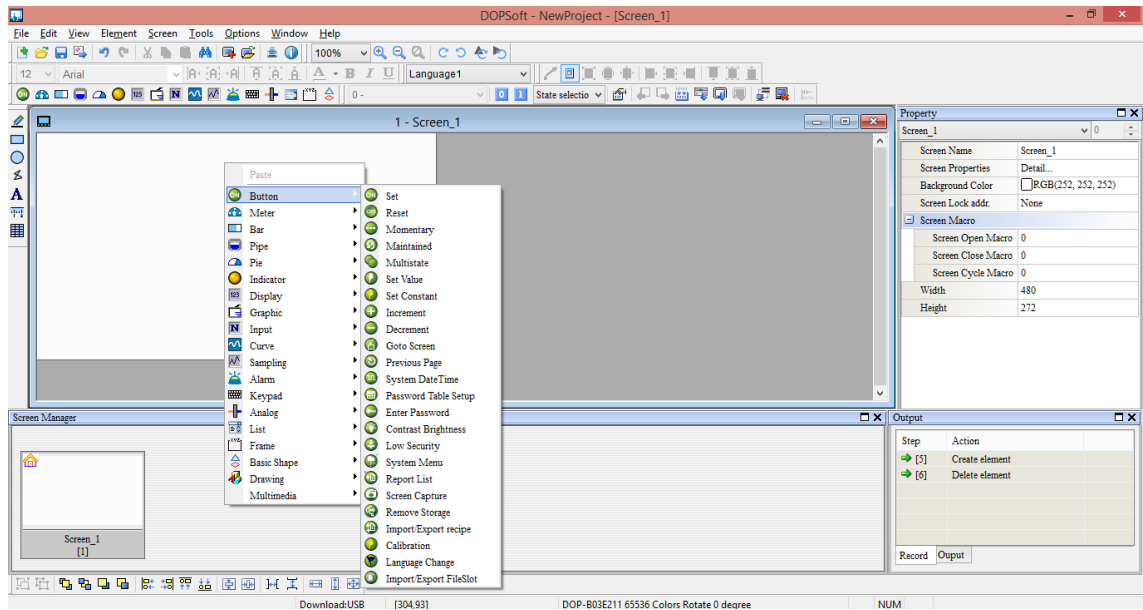 DOPSoft - NewProject - [Screen_1]
File Edit View Element Screen Tools Options Window Help
100%
12 Arial A A A A A A A B I U Language1
0 - 0 1 State selectio
1 - Screen_1
A
Paste
Button
Meter
Bar
Pipe
Pie
Indicator
Display
Graphic
Input
Curve
Sampling
Alarm
Keypad
Analog
List
Frame
Basic Shape
Drawing
Multimedia
Set
Reset
Momentary
Maintained
Multistate
Set Value
Set Constant
Increment
Decrement
Goto Screen
Previous Page
System DateTime
Password Table Setup
Enter Password
Contrast Brightness
Low Security
System Menu
Report List
Screen Capture
Remove Storage
Import/Export recipe
Calibration
Language Change
Import/Export FileSlot
Property
Screen_1 0
Screen Name Screen_1
Screen Properties Detail...
Background Color RGB(252, 252, 252)
Screen Lock addr. None
Screen Macro
Screen Open Macro 0
Screen Close Macro 0
Screen Cycle Macro 0
Width 480
Height 272
Screen Manager
Screen_1
[1]
Output
Step Action
[5] Create element
[6] Delete element
Record Ouput
Download:USB [304,93] DOP-B03E211 65536 Colors Rotate 0 degree NUM